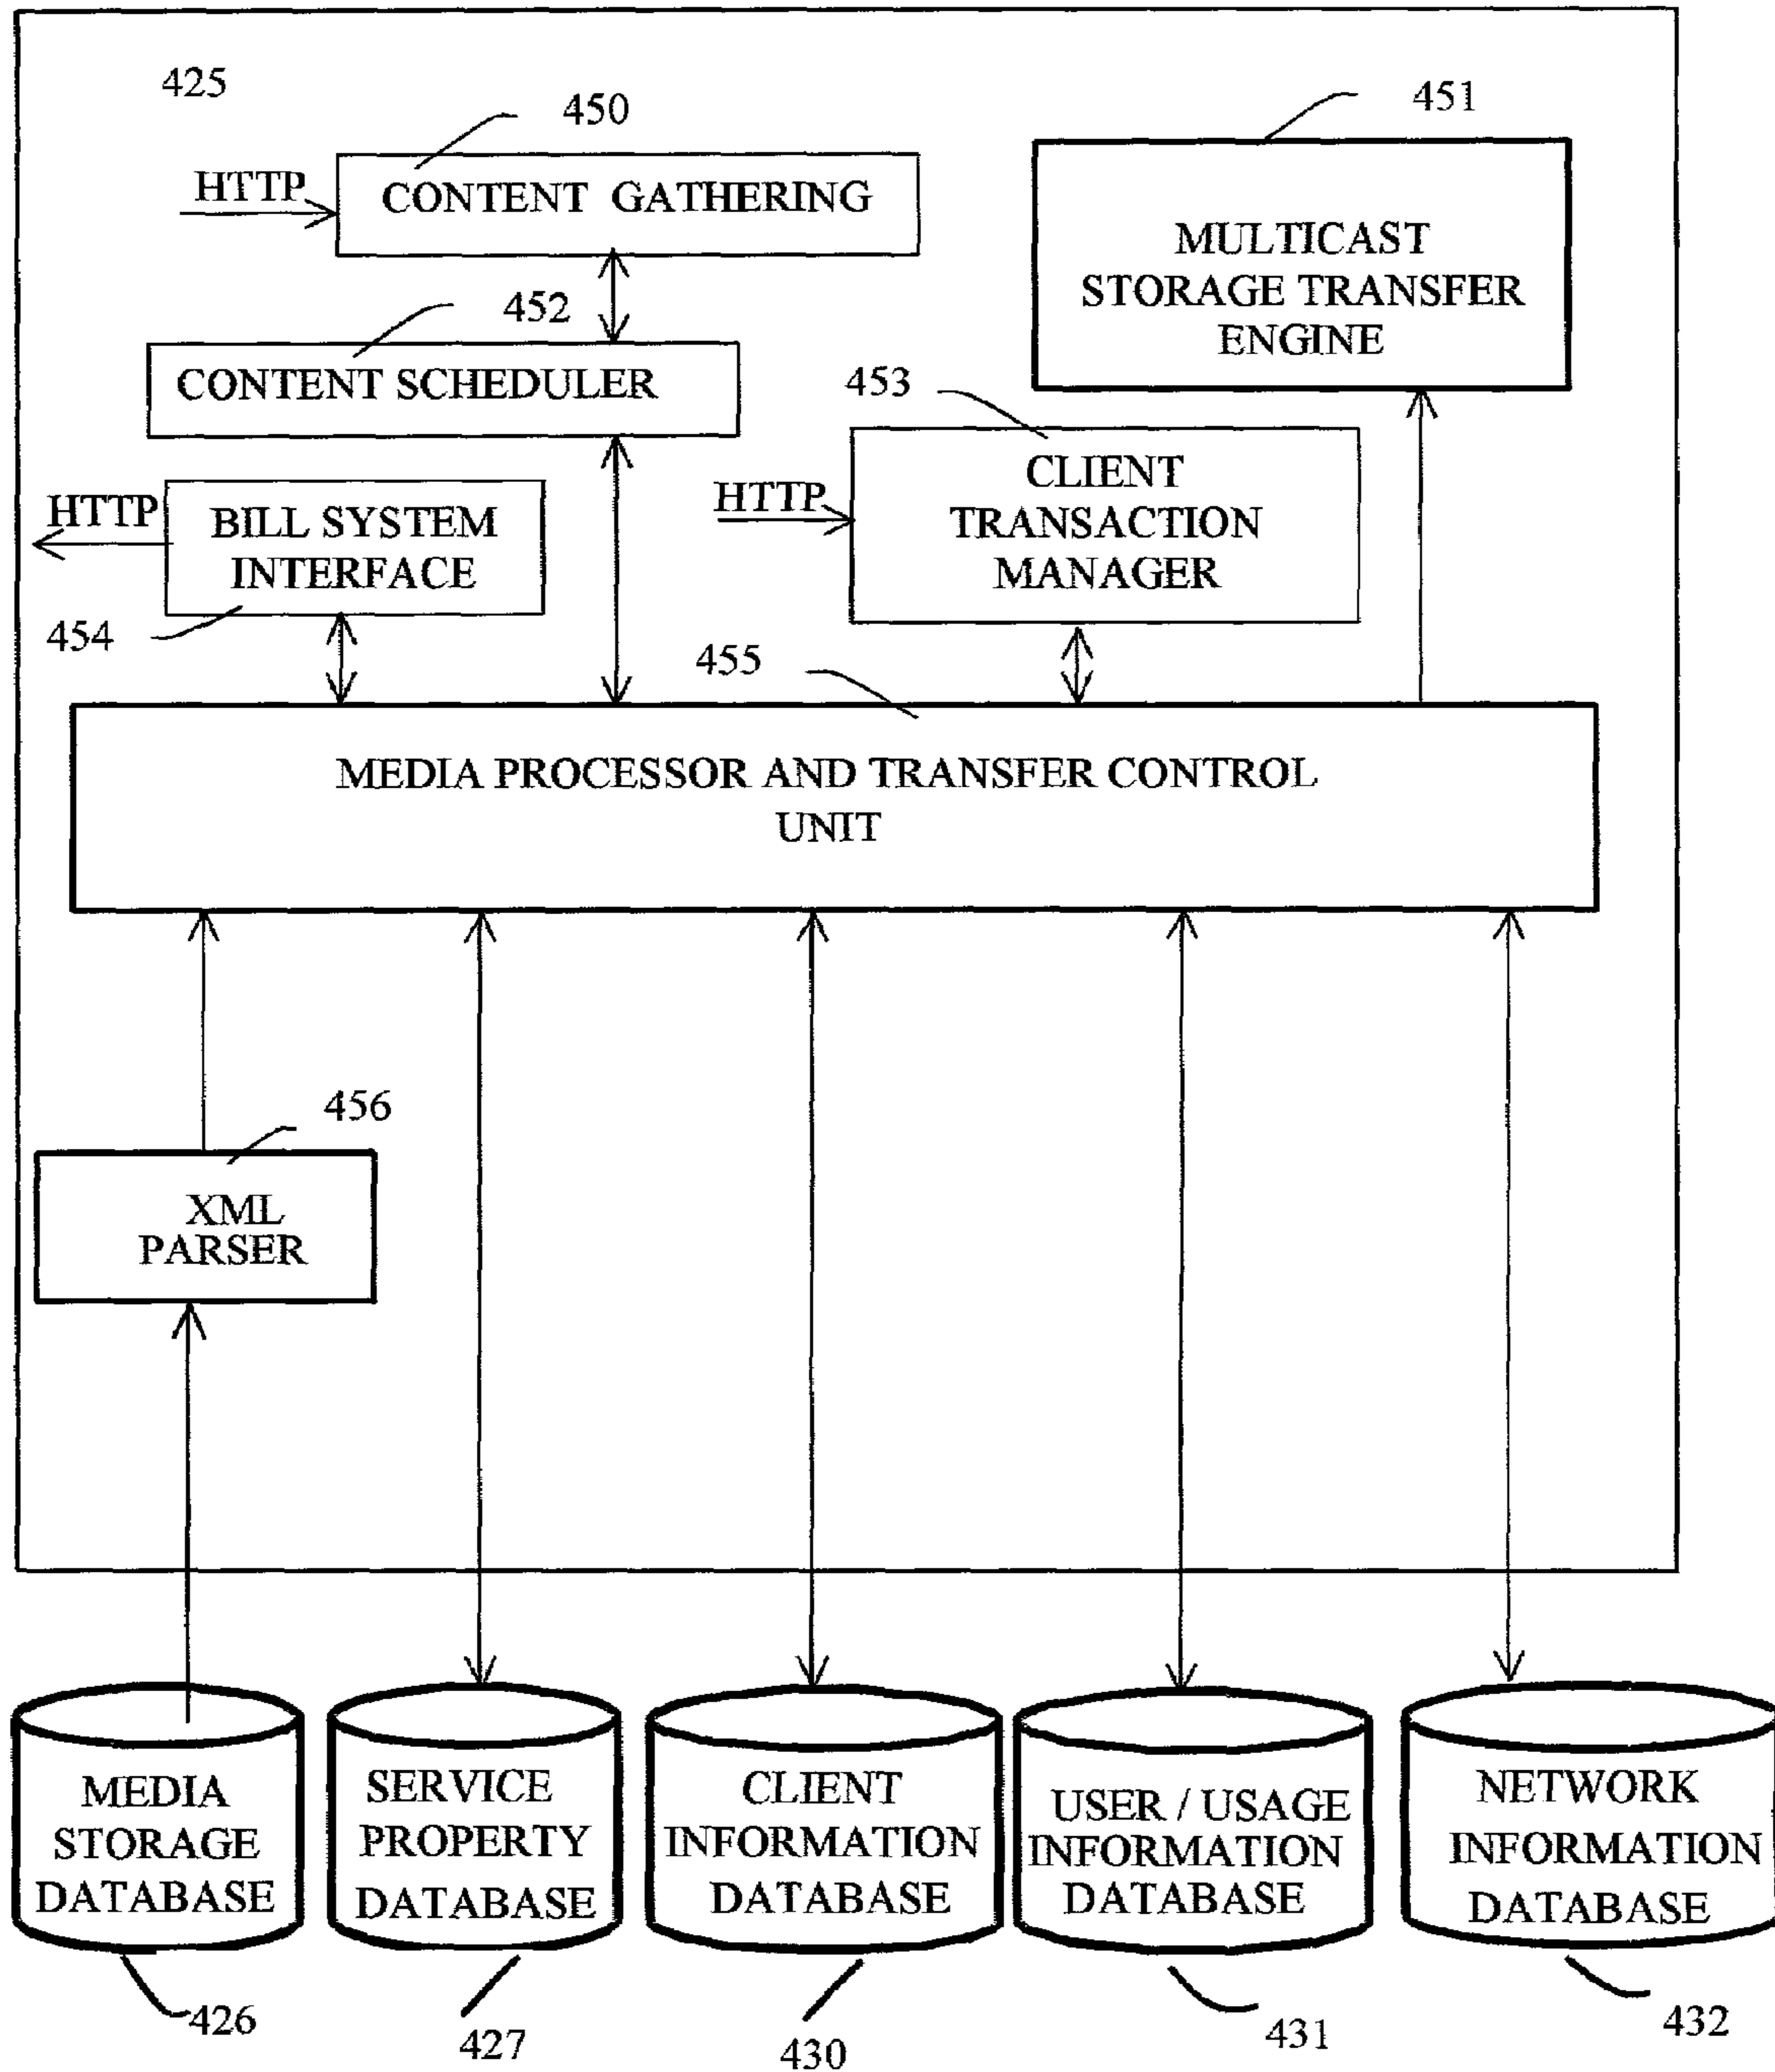 425
450
451
HTTP
CONTENT GATHERING
MULTICAST
STORAGE TRANSFER
ENGINE
452
CONTENT SCHEDULER
453
HTTP
BILL SYSTEM
INTERFACE
454
HTTP
CLIENT
TRANSACTION
MANAGER
455
MEDIA PROCESSOR AND TRANSFER CONTROL
UNIT
456
XML
PARSER
MEDIA
STORAGE
DATABASE
SERVICE
PROPERTY
DATABASE
CLIENT
INFORMATION
DATABASE
USER / USAGE
INFORMATION
DATABASE
NETWORK
INFORMATION
DATABASE
426
427
430
431
432